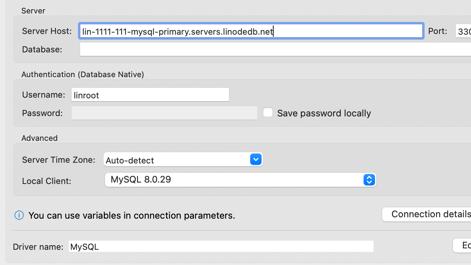 Server
Server Host: lin-1111-111-mysql-primary.servers.linodedb.net Port: 330
Database:
Authentication (Database Native)
Username: linroot
Password: Save password locally
Advanced
Server Time Zone: Auto-detect
Local Client: MySQL 8.0.29
You can use variables in connection parameters. Connection details
Driver name: MySQL